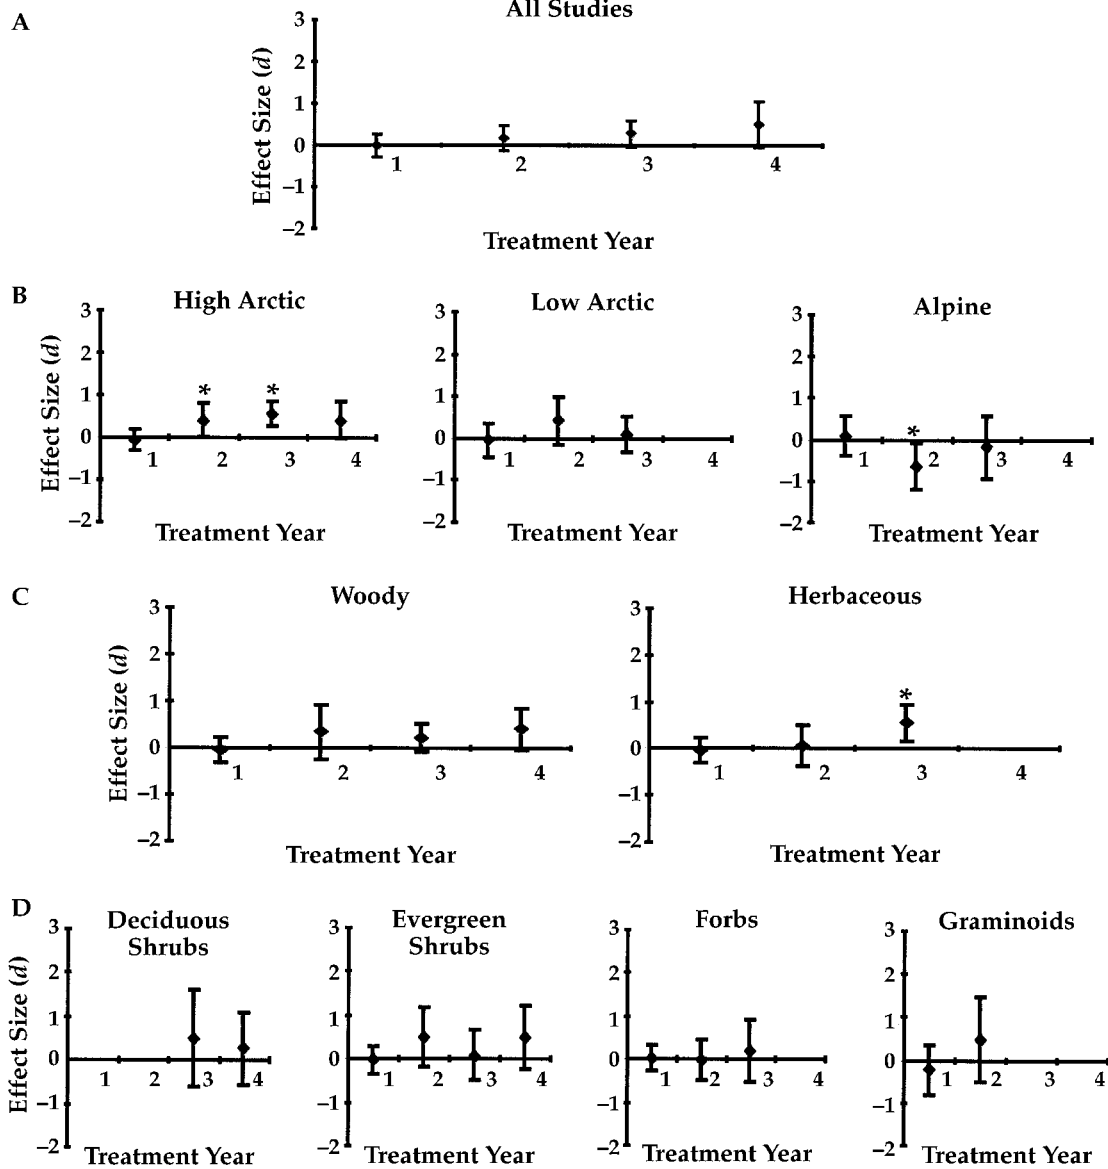 A
All Studies
Effect Size (d)
3
2
1
0
–1
–2
1 2 3 4
Treatment Year
B
High Arctic
Effect Size (d)
3
2
1
0
–1
–2
1 2 3 4
* *
Treatment Year
Low Arctic
3
2
1
0
–1
–2
1 2 3 4
Treatment Year
Alpine
3
2
1
0
–1
–2
1 2 3 4
*
Treatment Year
C
Woody
Effect Size (d)
3
2
1
0
–1
–2
1 2 3 4
Treatment Year
Herbaceous
3
2
1
0
–1
–2
1 2 3 4
*
Treatment Year
D
Deciduous
Shrubs
Effect Size (d)
3
2
1
0
–1
–2
1 2 3 4
Treatment Year
Evergreen
Shrubs
3
2
1
0
–1
–2
1 2 3 4
Treatment Year
Forbs
3
2
1
0
–1
–2
1 2 3 4
Treatment Year
Graminoids
3
2
1
0
–1
–2
1 2 3 4
Treatment Year